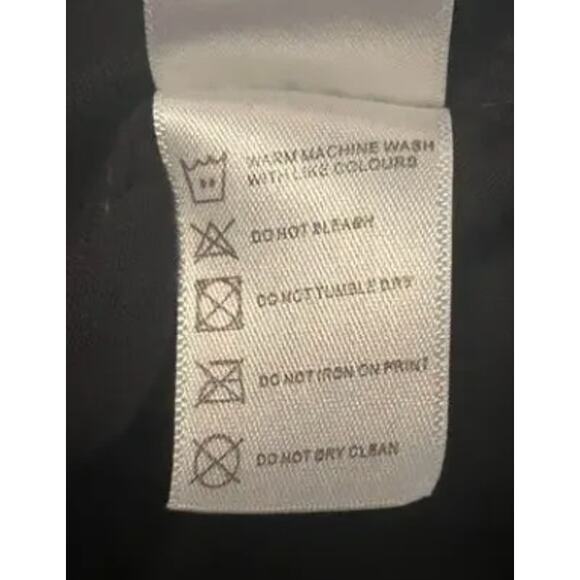 WARM MACHINE WASH
WITH LIKE COLOURS
DO NOT BLEACH
DO NOT TUMBLE DRY
DO NOT IRON ON PRINT
DO NOT DRY CLEAN